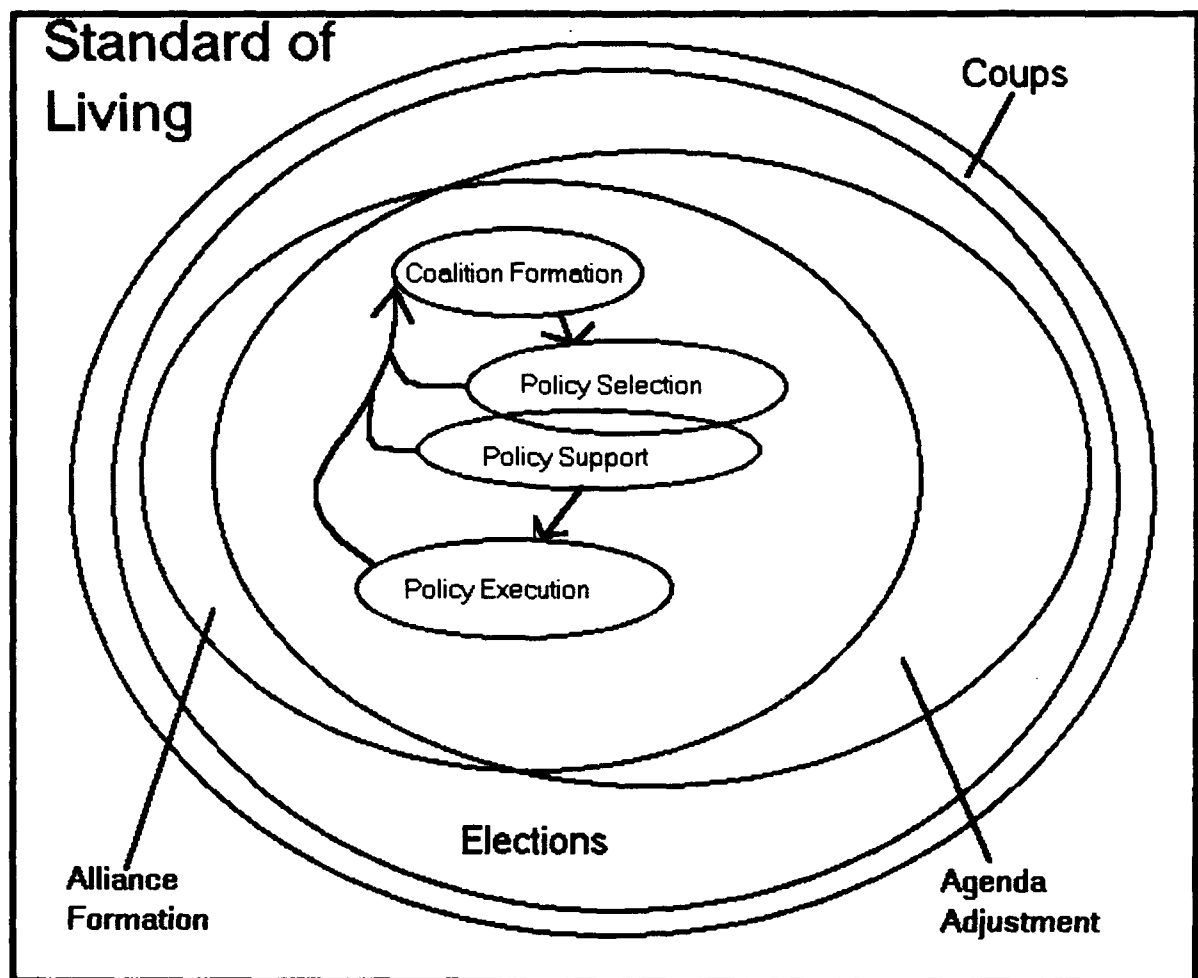 Standard of
Living
Coups
Coalition Formation
Policy Selection
Policy Support
Policy Execution
Elections
Alliance
Formation
Agenda
Adjustment